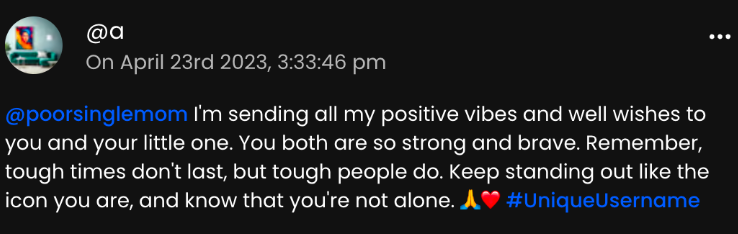 @a
On April 23rd 2023, 3:33:46 pm
@poorsinglemom I'm sending all my positive vibes and well wishes to
you and your little one. You both are so strong and brave. Remember,
tough times don't last, but tough people do. Keep standing out like the
icon you are, and know that you're not alone. 🙏❤️ #UniqueUsername